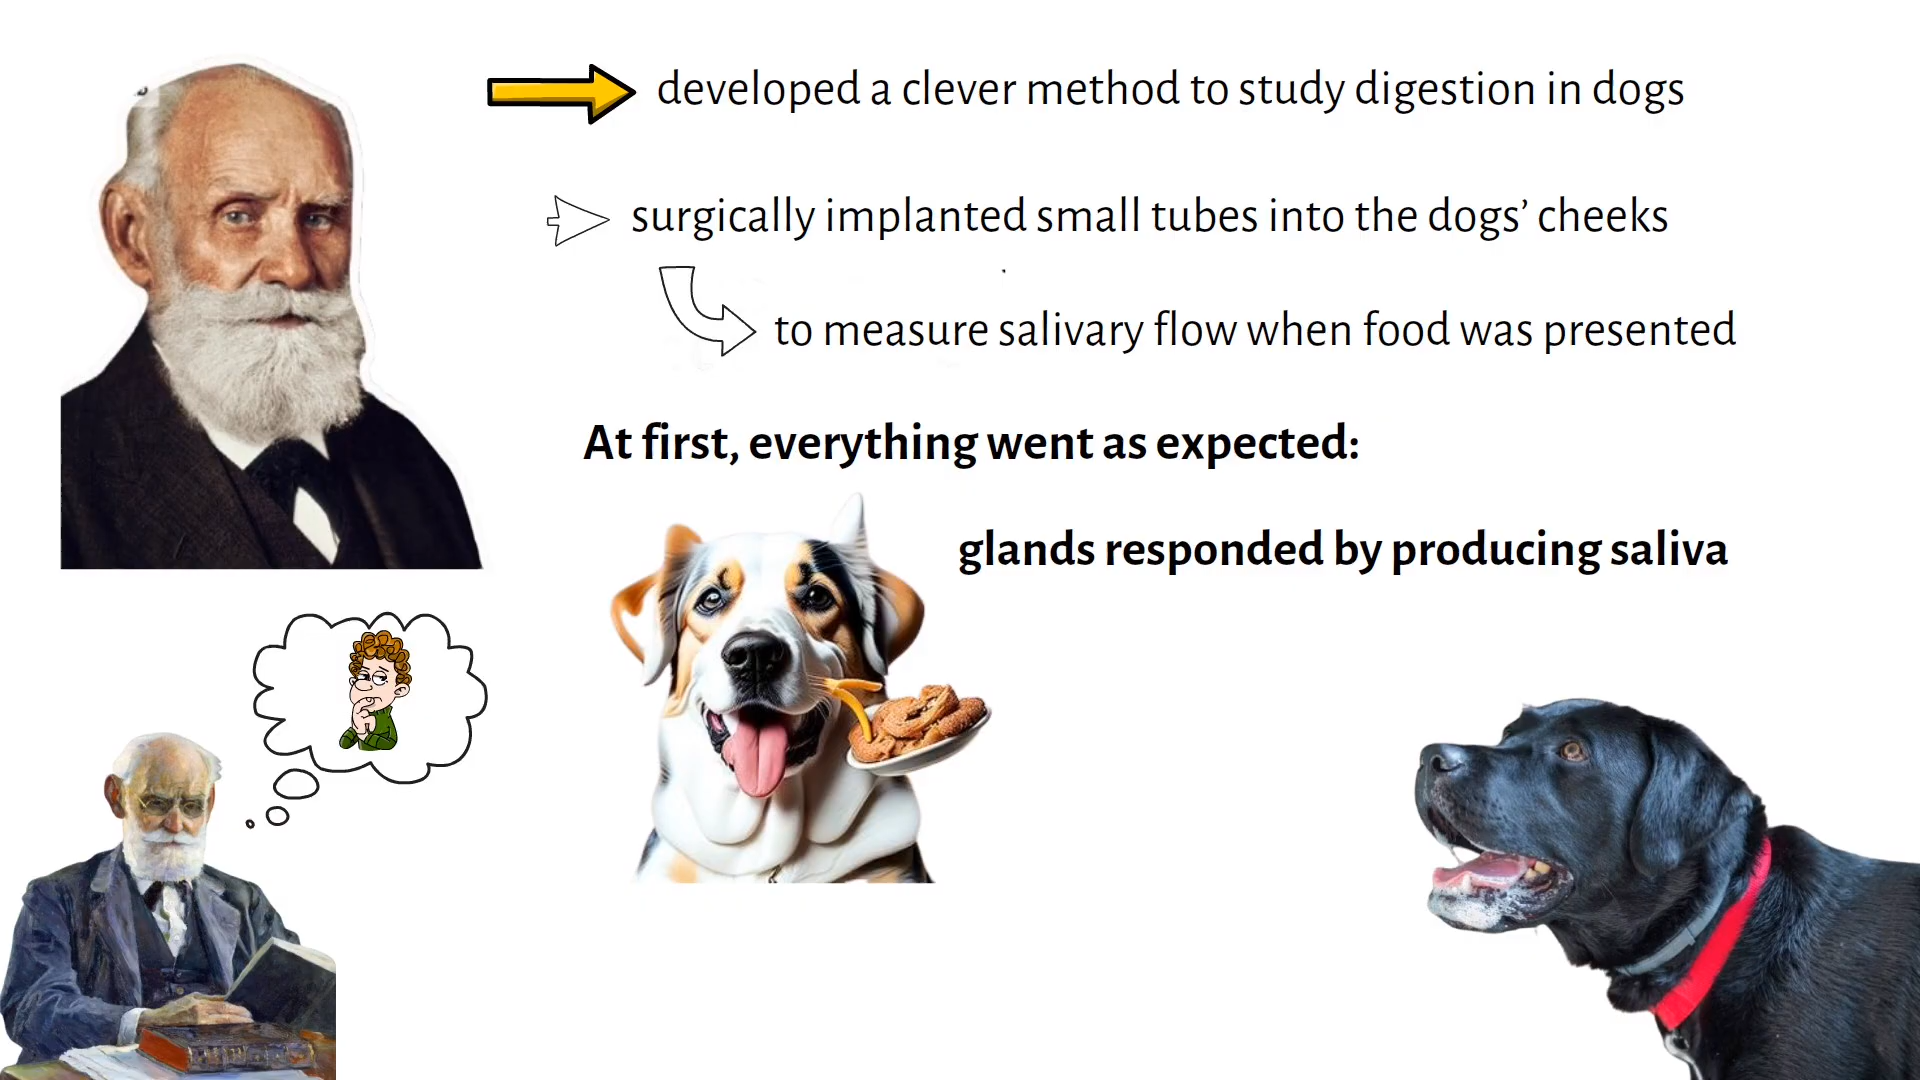 developed a clever method to study digestion in dogs
surgically implanted small tubes into the dogs’ cheeks
to measure salivary flow when food was presented
At first, everything went as expected:
glands responded by producing saliva